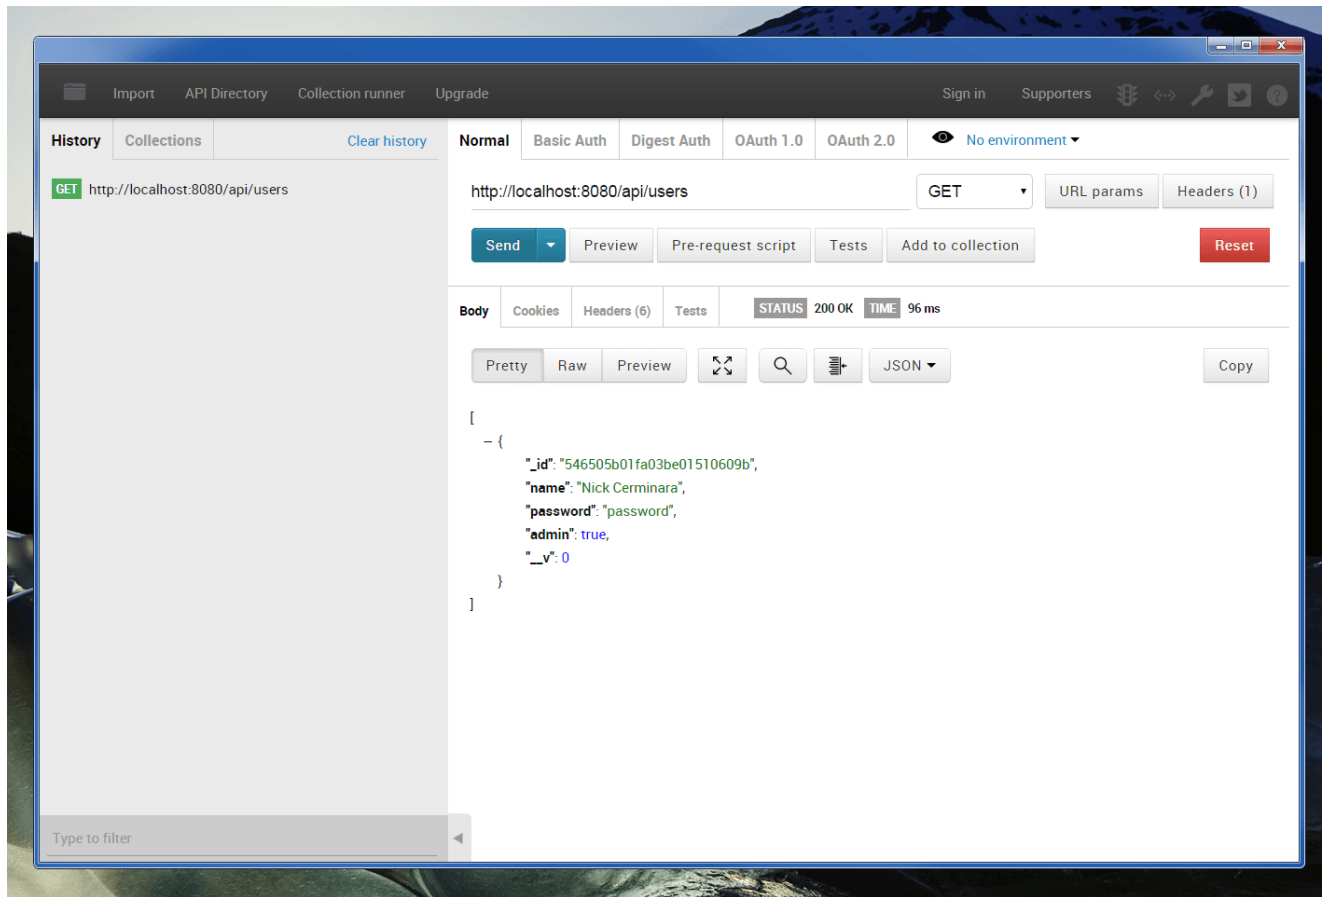 Import API Directory Collection runner Upgrade Sign in Supporters
History Collections Clear history
GET http://localhost:8080/api/users
Type to filter
Normal Basic Auth Digest Auth OAuth 1.0 OAuth 2.0 No environment
http://localhost:8080/api/users GET URL params Headers (1)
Send Preview Pre-request script Tests Add to collection Reset
Body Cookies Headers (6) Tests STATUS 200 OK TIME 96 ms
Pretty Raw Preview JSON Copy
[
– {
"_id": "546505b01fa03be01510609b",
"name": "Nick Cerminara",
"password": "password",
"admin": true,
"__v": 0
}
]